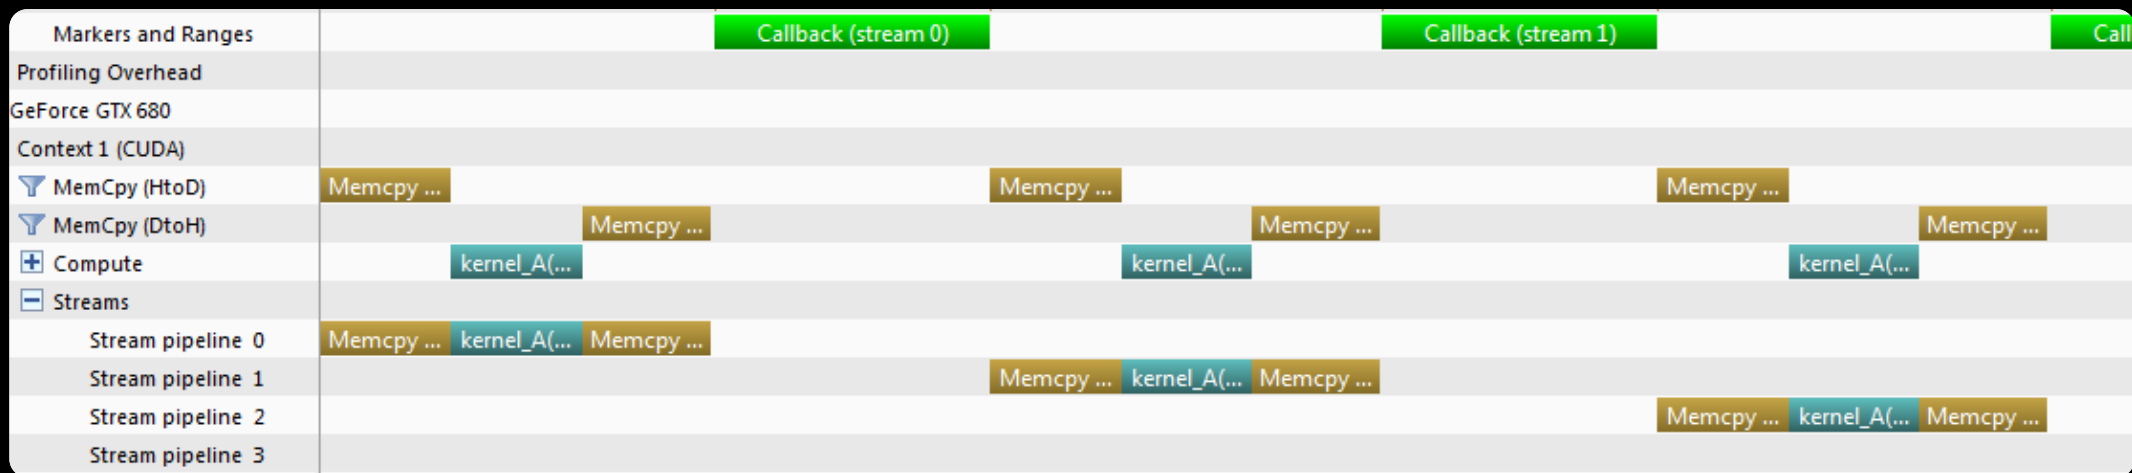 Markers and Ranges Callback (stream 0) Callback (stream 1) Call
Profiling Overhead
GeForce GTX 680
Context 1 (CUDA)
MemCpy (HtoD) Memcpy ... Memcpy ... Memcpy ...
MemCpy (DtoH) Memcpy ... Memcpy ... Memcpy ...
Compute kernel_A(... kernel_A(... kernel_A(...
Streams
Stream pipeline 0 Memcpy ... kernel_A(... Memcpy ...
Stream pipeline 1 Memcpy ... kernel_A(... Memcpy ...
Stream pipeline 2 Memcpy ... kernel_A(... Memcpy ...
Stream pipeline 3